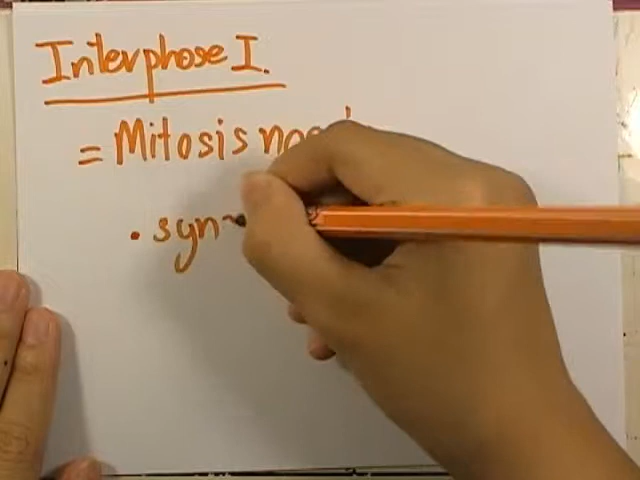 Interphase I.
= Mitosis
. syn